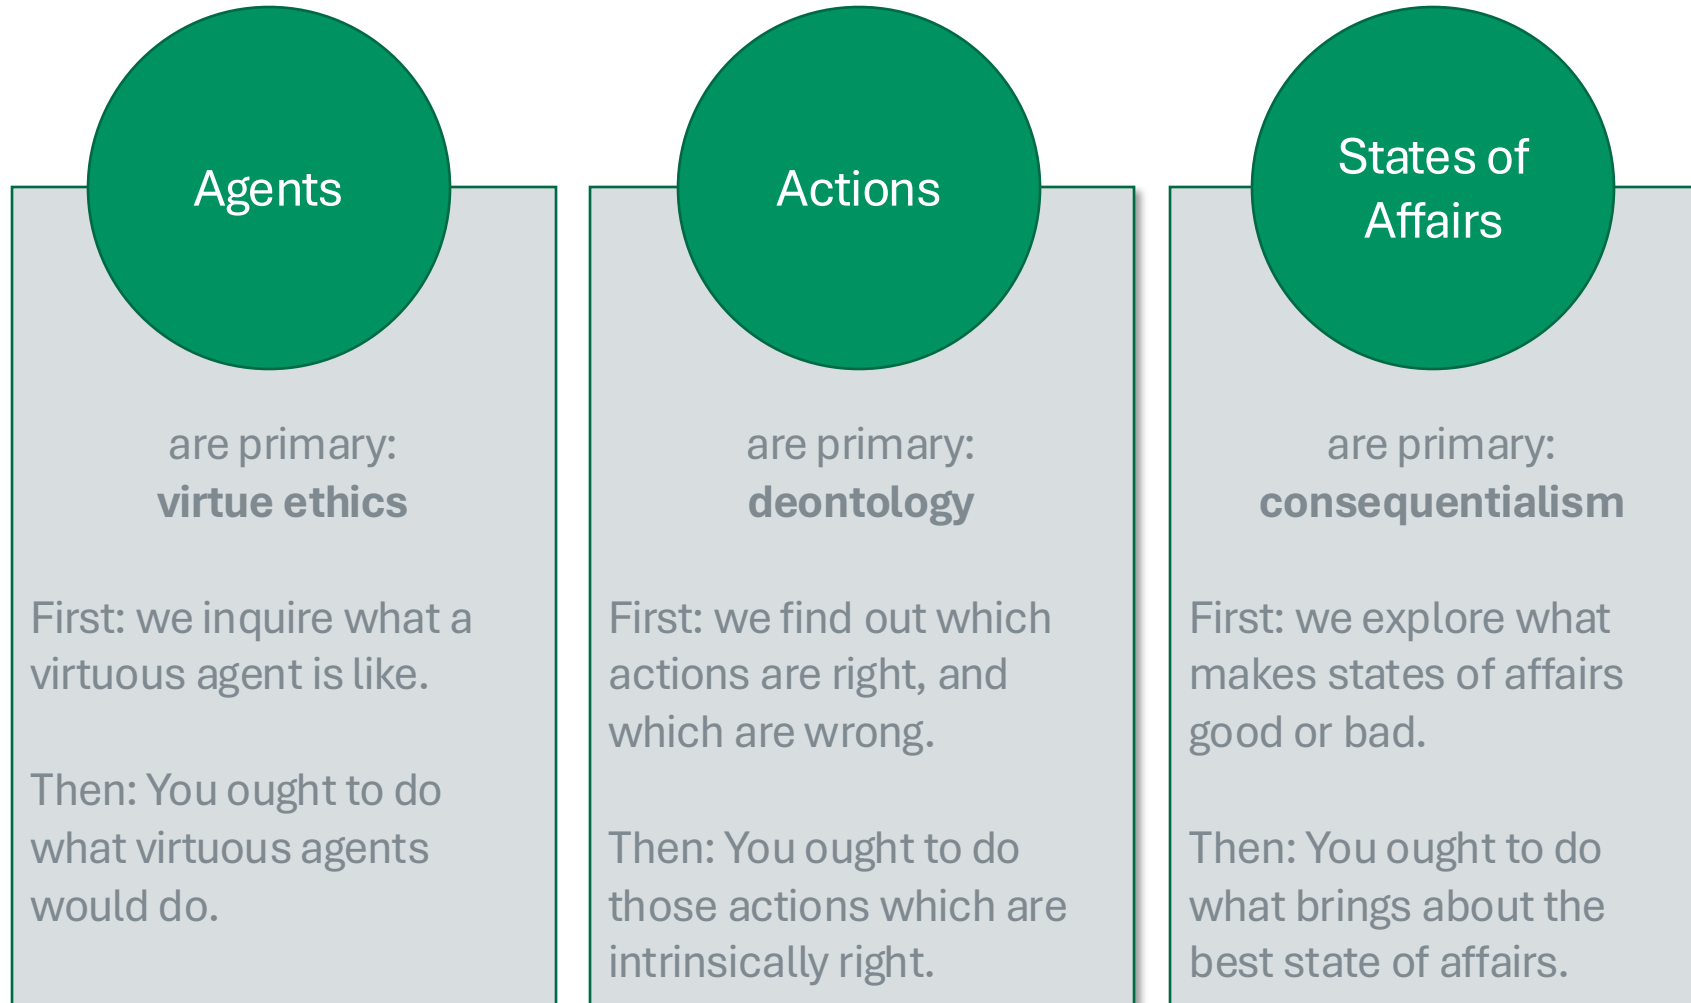 Agents
are primary:
virtue ethics
First: we inquire what a
virtuous agent is like.
Then: You ought to do
what virtuous agents
would do.
Actions
are primary:
deontology
First: we find out which
actions are right, and
which are wrong.
Then: You ought to do
those actions which are
intrinsically right.
States of
Affairs
are primary:
consequentialism
First: we explore what
makes states of affairs
good or bad.
Then: You ought to do
what brings about the
best state of affairs.